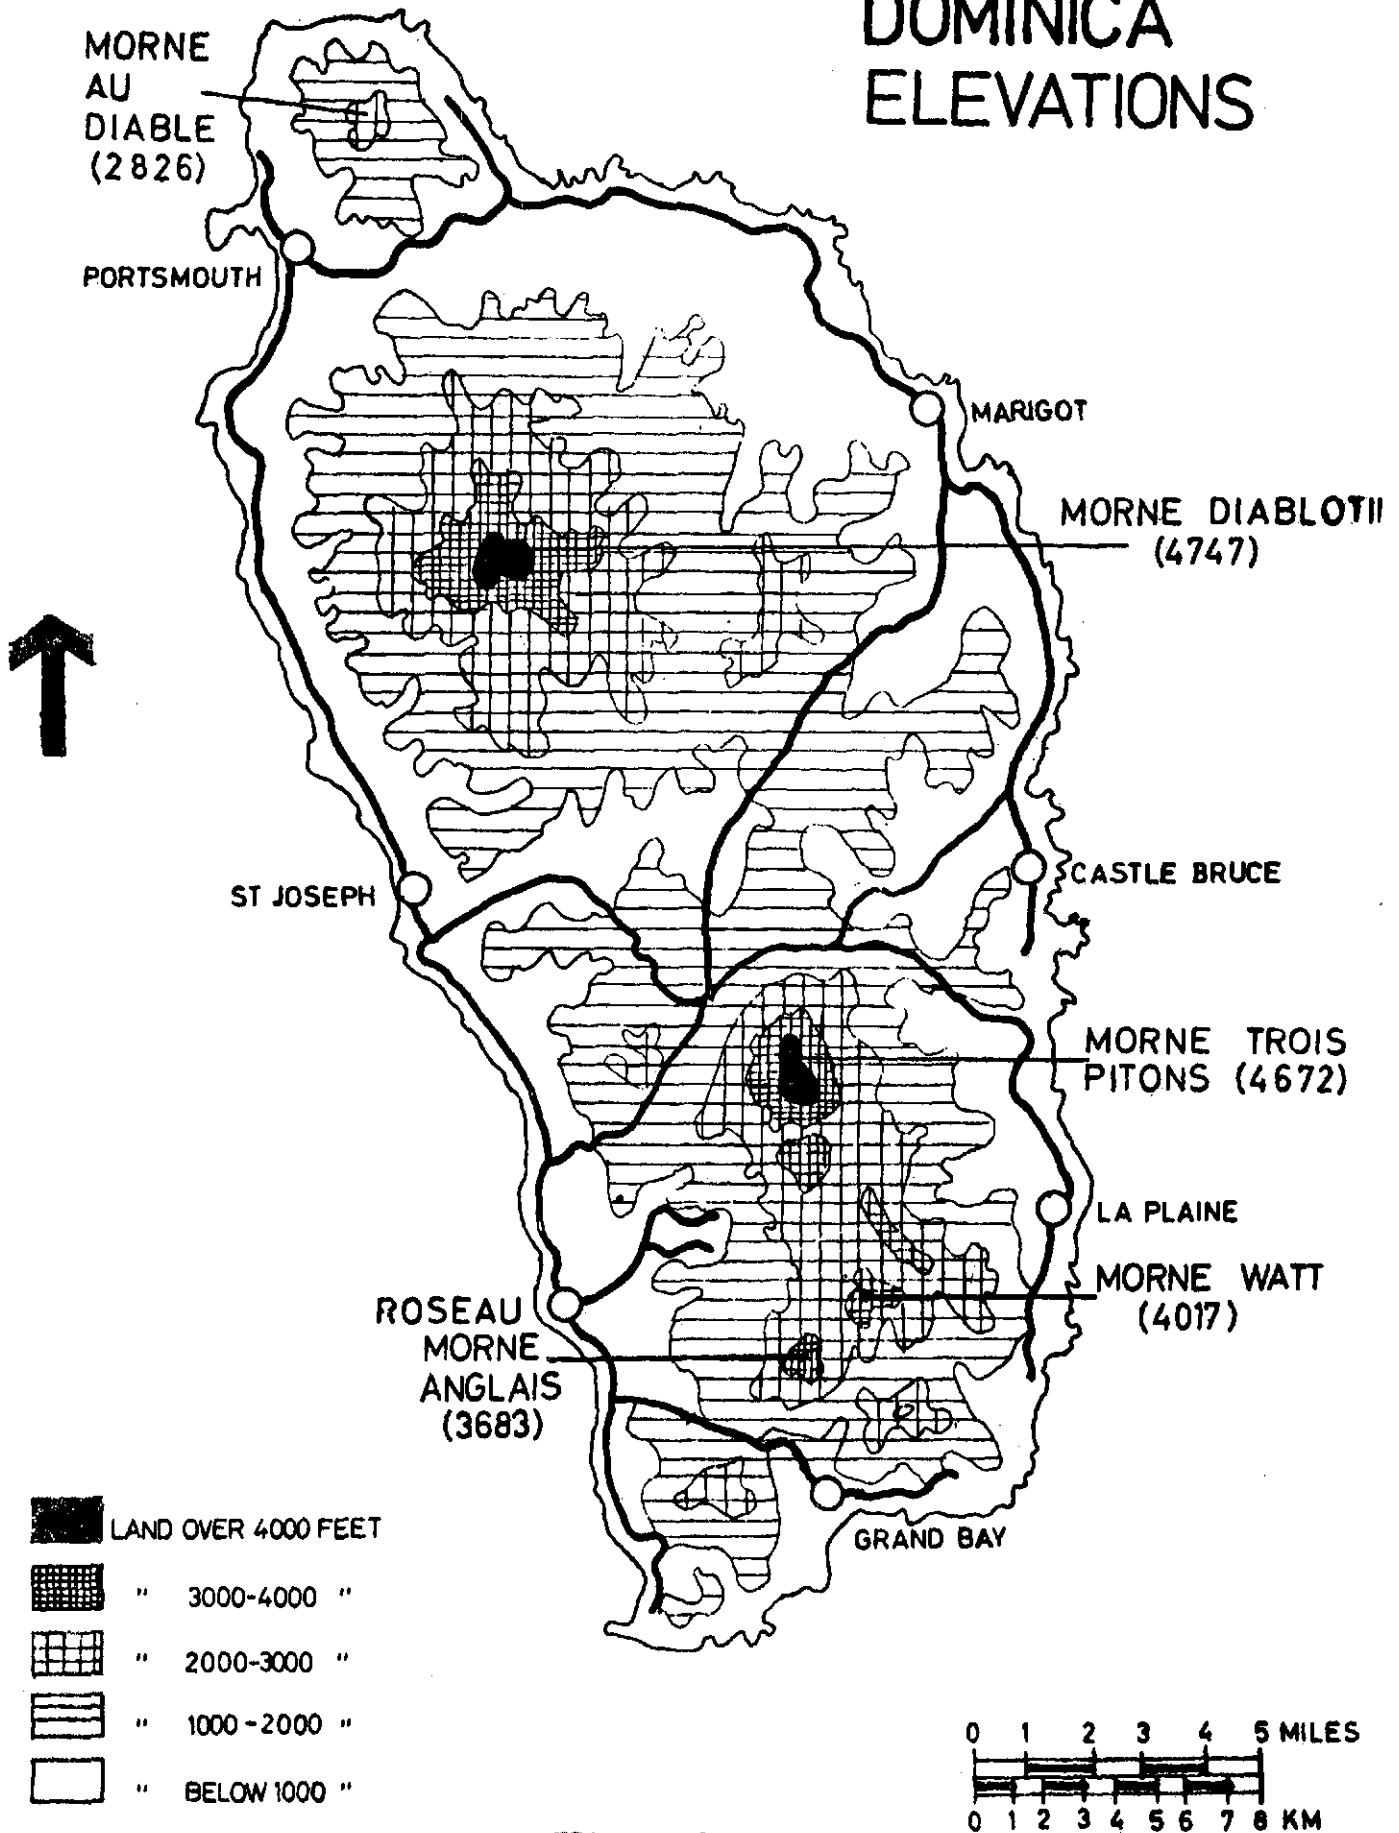 DOMINICA
ELEVATIONS
MORNE
AU
DIABLE
(2826)
PORTSMOUTH
MARIGOT
MORNE DIABLOTII
(4747)
ST JOSEPH
CASTLE BRUCE
MORNE TROIS
PITONS (4672)
LA PLAINE
MORNE WATT
(4017)
ROSEAU
MORNE
ANGLAIS
(3683)
GRAND BAY
LAND OVER 4000 FEET
" 3000-4000 "
" 2000-3000 "
" 1000-2000 "
" BELOW 1000 "
0 1 2 3 4 5 MILES
0 1 2 3 4 5 6 7 8 KM